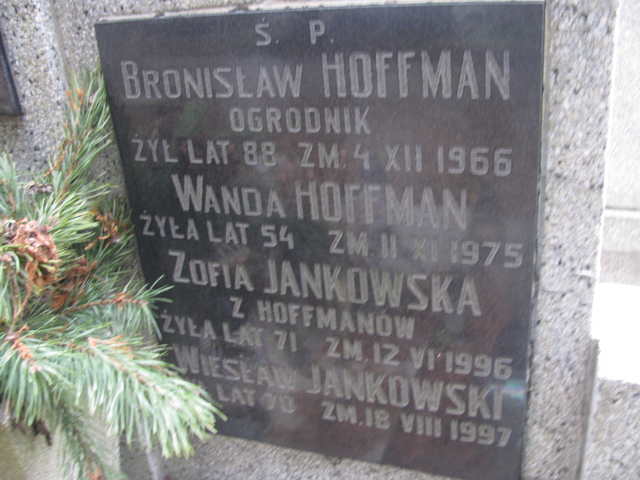 Ś. P.
BRONISŁAW HOFFMAN
OGRODNIK
ŻYŁ LAT 88 ZM. 4 XII 1966
WANDA HOFFMAN
ŻYŁA LAT 54 ZM 11 XI 1975
ZOFIA JANKOWSKA
Z HOFFMANÓW
ŻYŁA LAT 71 ZM. 12 VI 1996
WIESŁAW JANKOWSKI
LAT 70 ZM. 18 VIII 1997